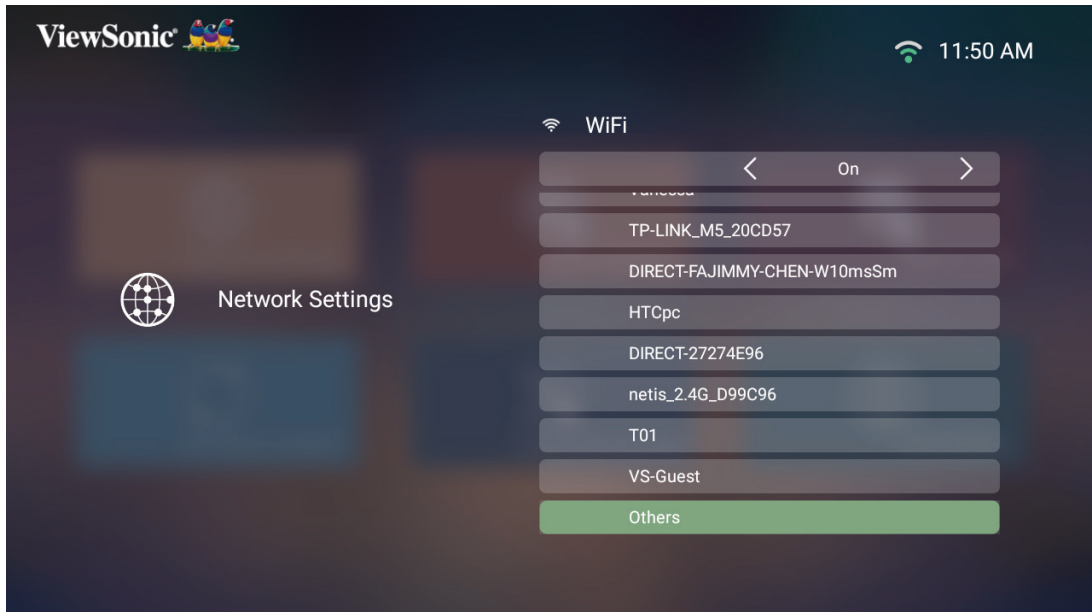 ViewSonic
11:50 AM
WiFi
On
Vanessa
TP-LINK_M5_20CD57
DIRECT-FAJIMMY-CHEN-W10msSm
Network Settings
HTCpc
DIRECT-27274E96
netis_2.4G_D99C96
T01
VS-Guest
Others